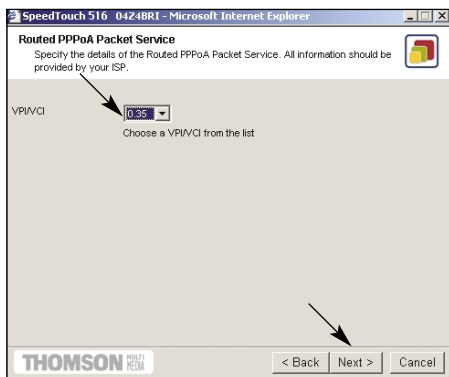 SpeedTouch 516 04Z4BRI - Microsoft Internet Explorer
Routed PPPoA Packet Service
Specify the details of the Routed PPPoA Packet Service. All information should be
provided by your ISP.
VPI/VCI
0.35
Choose a VPI/VCI from the list
THOMSON MULTI MEDIA
< Back
Next >
Cancel